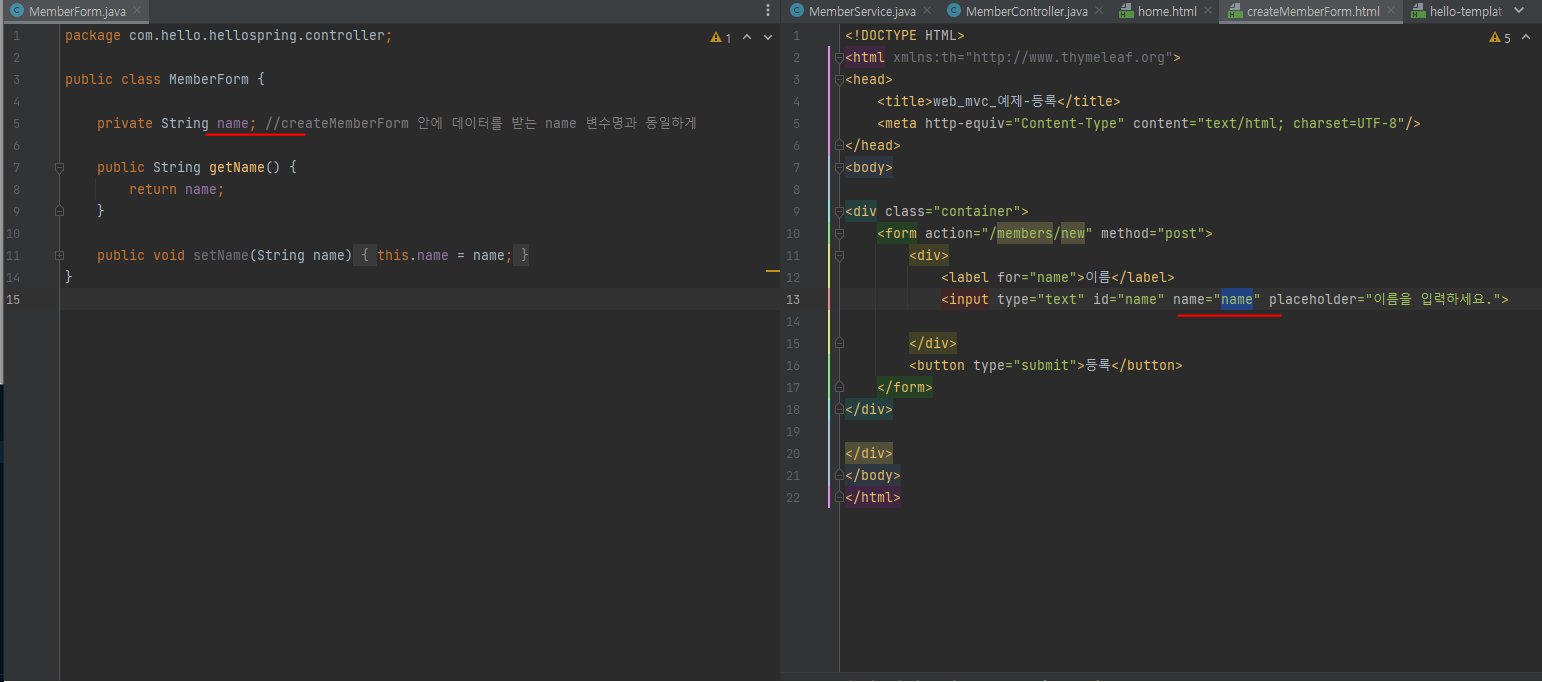 MemberForm.java
1 package com.hello.hellospring.controller;
1
2
3 public class MemberForm {
4
5 private String name; //createMemberForm 안에 데이터를 받는 name 변수명과 동일하게
6
7 public String getName() {
8 return name;
9 }
10
11 public void setName(String name) { this.name = name; }
14 }
15
MemberService.java MemberController.java home.html createMemberForm.html hello-templat
1 <!DOCTYPE HTML>
5
2 <html xmlns:th="http://www.thymeleaf.org">
3 <head>
4 <title>web_mvc_예제-등록</title>
5 <meta http-equiv="Content-Type" content="text/html; charset=UTF-8"/>
6 </head>
7 <body>
8
9 <div class="container">
10 <form action="/members/new" method="post">
11 <div>
12 <label for="name">이름</label>
13 <input type="text" id="name" name="name" placeholder="이름을 입력하세요.">
14
15 </div>
16 <button type="submit">등록</button>
17 </form>
18 </div>
19
20 </div>
21 </body>
22 </html>